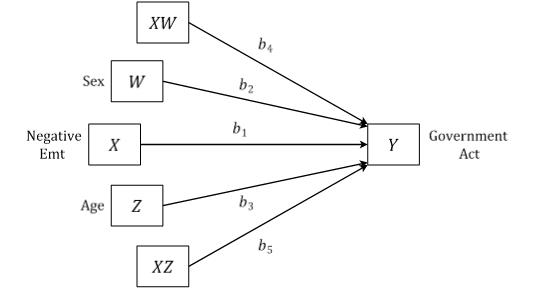 XW
b₄
Sex
W
b₂
Negative
Emt
X
b₁
Y
Government
Act
Age
Z
b₃
XZ
b₅